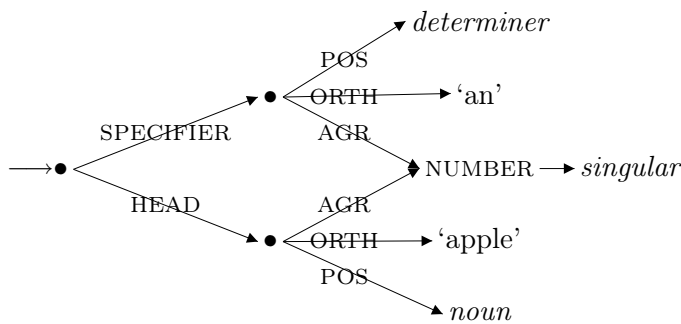 determiner
POS
ORTH ‘an’
SPECIFIER AGR
NUMBER singular
HEAD AGR
ORTH ‘apple’
POS
noun